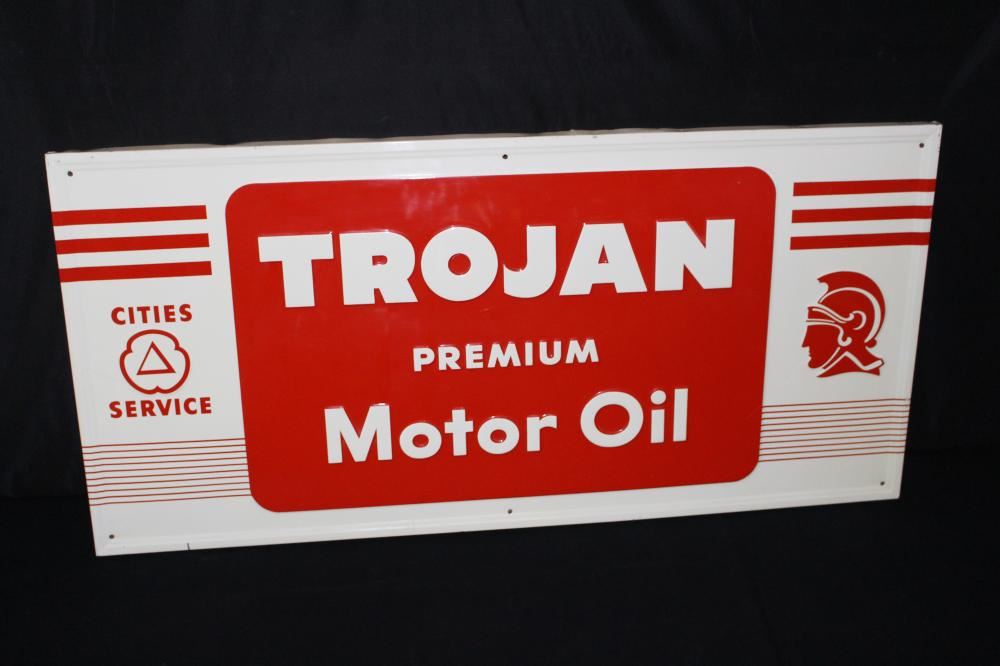 CITIES
SERVICE
TROJAN
PREMIUM
Motor Oil